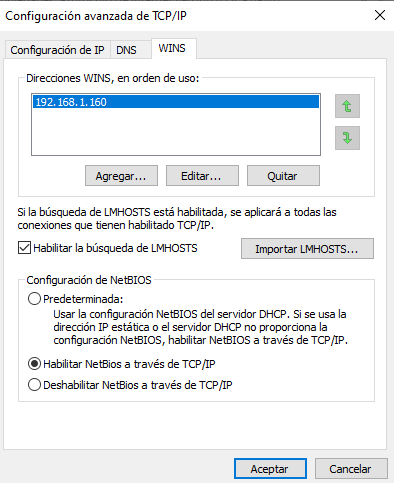 Configuración avanzada de TCP/IP
Configuración de IP DNS WINS
Direcciones WINS, en orden de uso:
192.168.1.160
Agregar... Editar... Quitar
Si la búsqueda de LMHOSTS está habilitada, se aplicará a todas las
conexiones que tienen habilitado TCP/IP.
Habilitar la búsqueda de LMHOSTS Importar LMHOSTS...
Configuración de NetBIOS
Predeterminada:
Usar la configuración NetBIOS del servidor DHCP. Si se usa la
dirección IP estática o el servidor DHCP no proporciona la
configuración NetBIOS, habilitar NetBIOS a través de TCP/IP.
Habilitar NetBios a través de TCP/IP
Deshabilitar NetBios a través de TCP/IP
Aceptar Cancelar